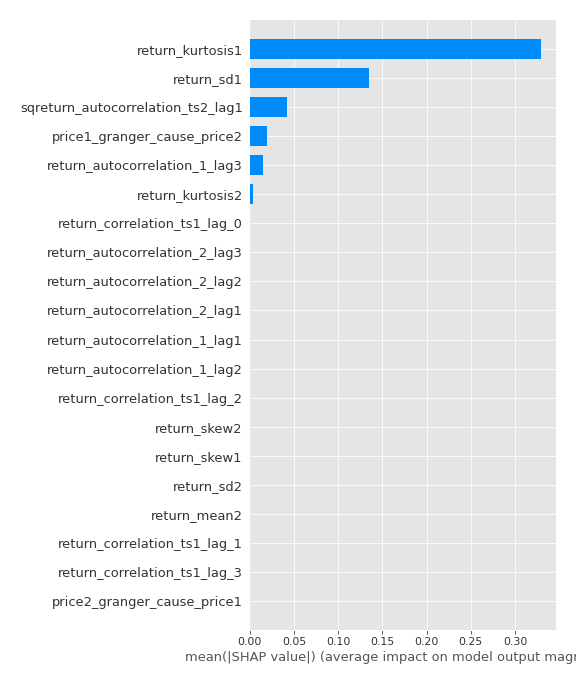 return_kurtosis1
return_sd1
sqreturn_autocorrelation_ts2_lag1
price1_granger_cause_price2
return_autocorrelation_1_lag3
return_kurtosis2
return_correlation_ts1_lag_0
return_autocorrelation_2_lag3
return_autocorrelation_2_lag2
return_autocorrelation_2_lag1
return_autocorrelation_1_lag1
return_autocorrelation_1_lag2
return_correlation_ts1_lag_2
return_skew2
return_skew1
return_sd2
return_mean2
return_correlation_ts1_lag_1
return_correlation_ts1_lag_3
price2_granger_cause_price1
0.00 0.05 0.10 0.15 0.20 0.25 0.30
mean(|SHAP value|) (average impact on model output magn